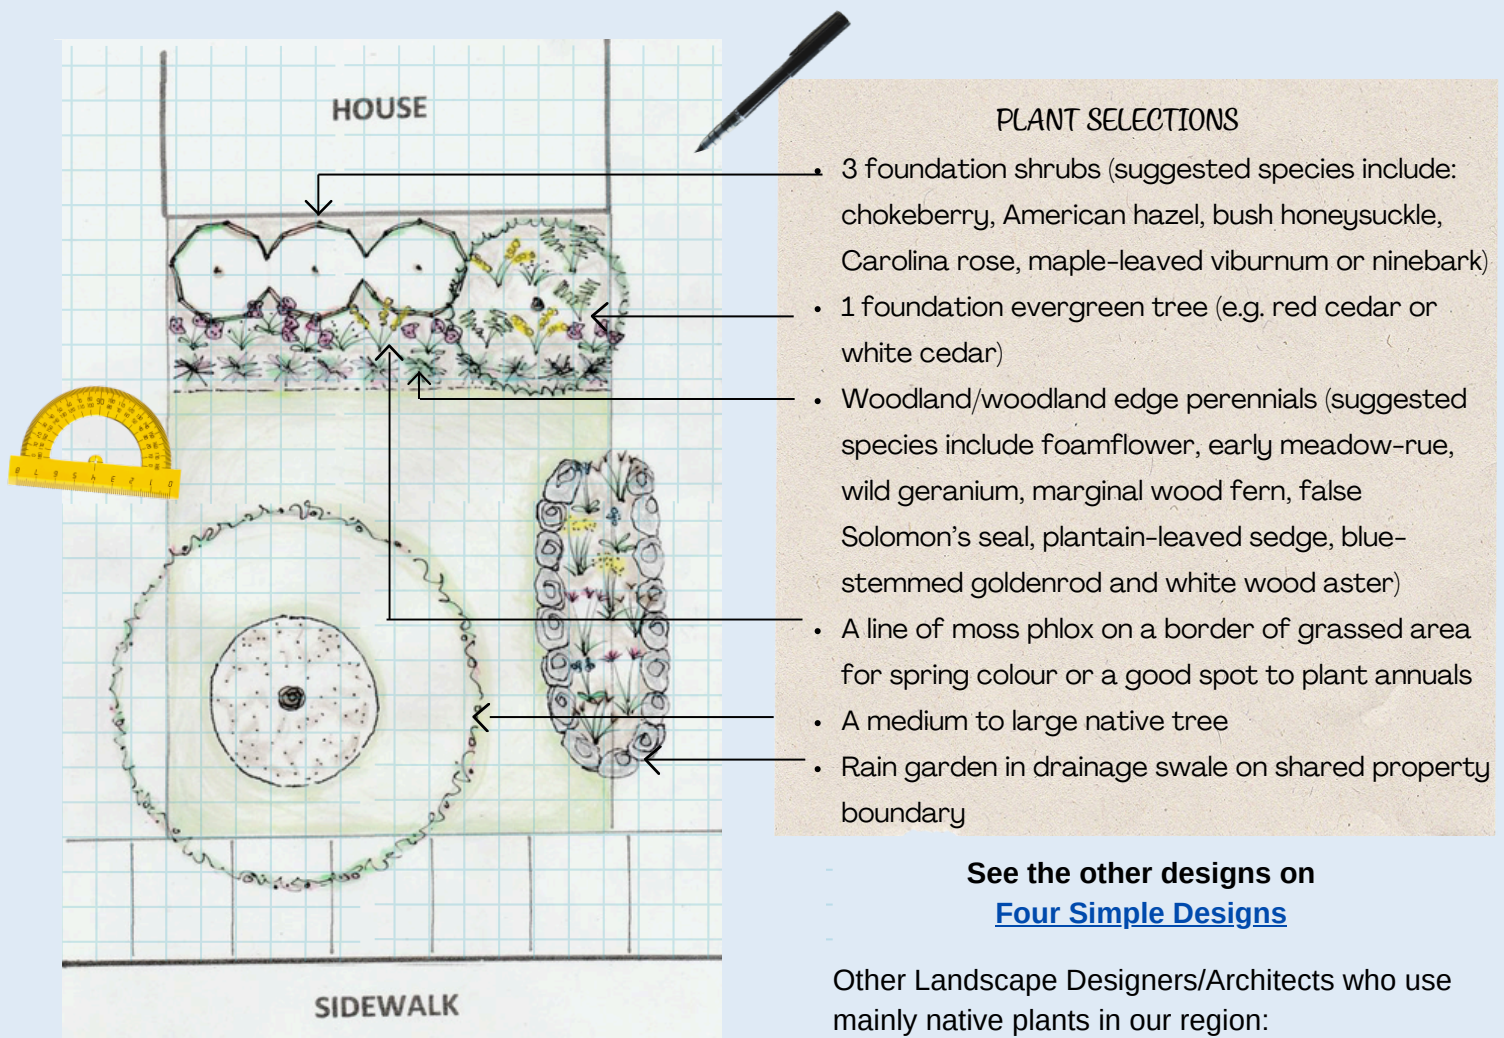 HOUSE
PLANT SELECTIONS
• 3 foundation shrubs (suggested species include:
chokeberry, American hazel, bush honeysuckle,
Carolina rose, maple-leaved viburnum or ninebark)
• 1 foundation evergreen tree (e.g. red cedar or
white cedar)
• Woodland/woodland edge perennials (suggested
species include foamflower, early meadow-rue,
wild geranium, marginal wood fern, false
Solomon's seal, plantain-leaved sedge, blue-
stemmed goldenrod and white wood aster)
• A line of moss phlox on a border of grassed area
for spring colour or a good spot to plant annuals
• A medium to large native tree
• Rain garden in drainage swale on shared property
boundary
SIDEWALK
See the other designs on
Four Simple Designs
Other Landscape Designers/Architects who use
mainly native plants in our region: